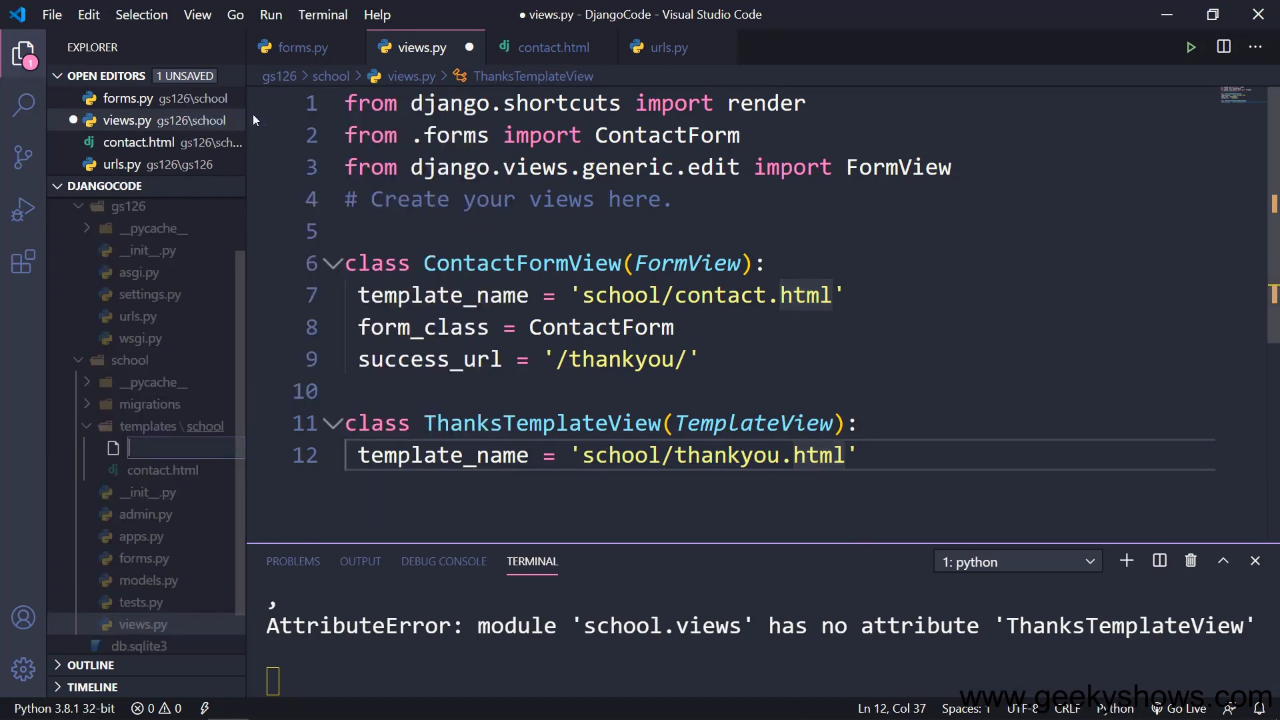 File Edit Selection View Go Run Terminal Help
● views.py - DjangoCode - Visual Studio Code
EXPLORER
OPEN EDITORS 1 UNSAVED
forms.py gs126\school
views.py gs126\school
contact.html gs126\sch...
urls.py gs126\gs126
DJANGOCODE
gs126
__pycache__
__init__.py
asgi.py
settings.py
urls.py
wsgi.py
school
__pycache__
migrations
templates \ school
contact.html
__init__.py
admin.py
apps.py
forms.py
models.py
tests.py
views.py
db.sqlite3
OUTLINE
TIMELINE
1
forms.py views.py contact.html urls.py
gs126 > school > views.py > ThanksTemplateView
1 from django.shortcuts import render
2 from .forms import ContactForm
3 from django.views.generic.edit import FormView
4 # Create your views here.
5
6 class ContactFormView(FormView):
7 template_name = 'school/contact.html'
8 form_class = ContactForm
9 success_url = '/thankyou/'
10
11 class ThanksTemplateView(TemplateView):
12 template_name = 'school/thankyou.html'
PROBLEMS OUTPUT DEBUG CONSOLE TERMINAL
1: python
,
AttributeError: module 'school.views' has no attribute 'ThanksTemplateView'
www.geekyshows.com
Python 3.8.1 32-bit 0 0 Ln 12, Col 37 Spaces: 1 UTF-8 CRLF Python Go Live